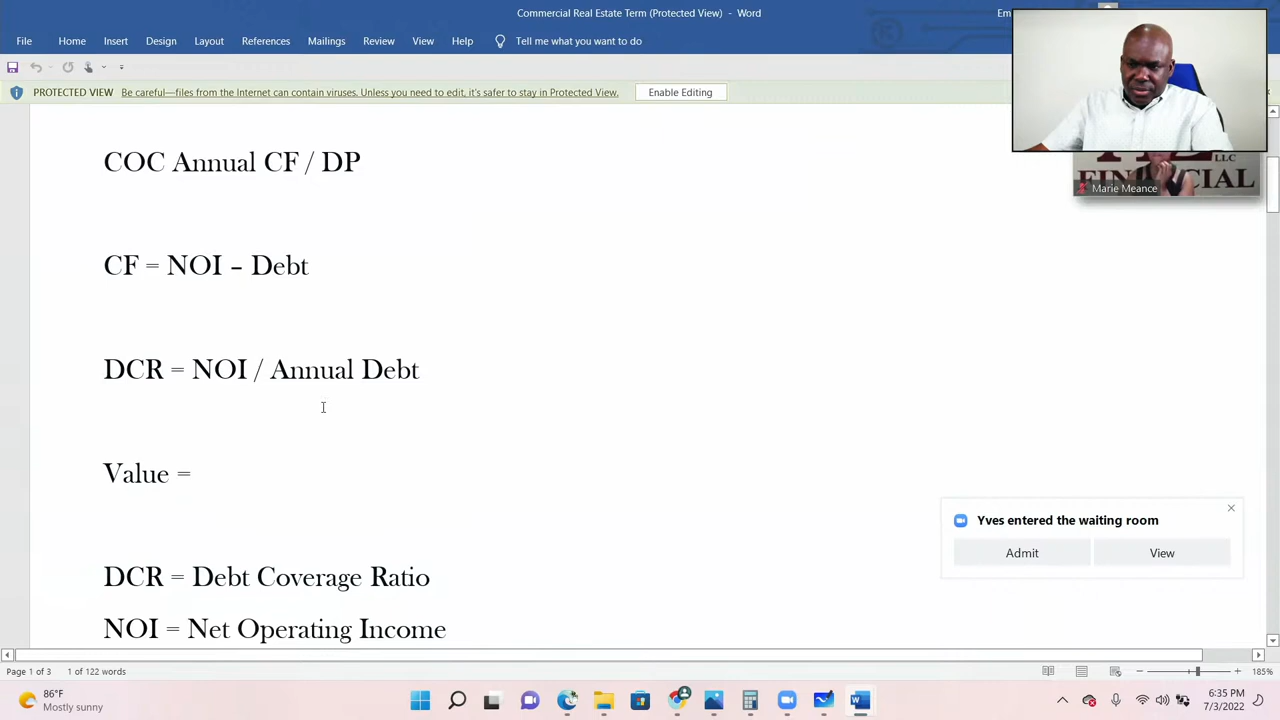 Commercial Real Estate Term (Protected View) - Word
Em
File Home Insert Design Layout References Mailings Review View Help Tell me what you want to do
PROTECTED VIEW Be careful—files from the Internet can contain viruses. Unless you need to edit, it's safer to stay in Protected View. Enable Editing
LLC
FINANCIAL
Marie Meance
COC Annual CF / DP
CF = NOI – Debt
DCR = NOI / Annual Debt
Value =
Yves entered the waiting room
Admit View
DCR = Debt Coverage Ratio
NOI = Net Operating Income
Page 1 of 3 1 of 122 words
185%
86°F
Mostly sunny
6:35 PM
7/3/2022